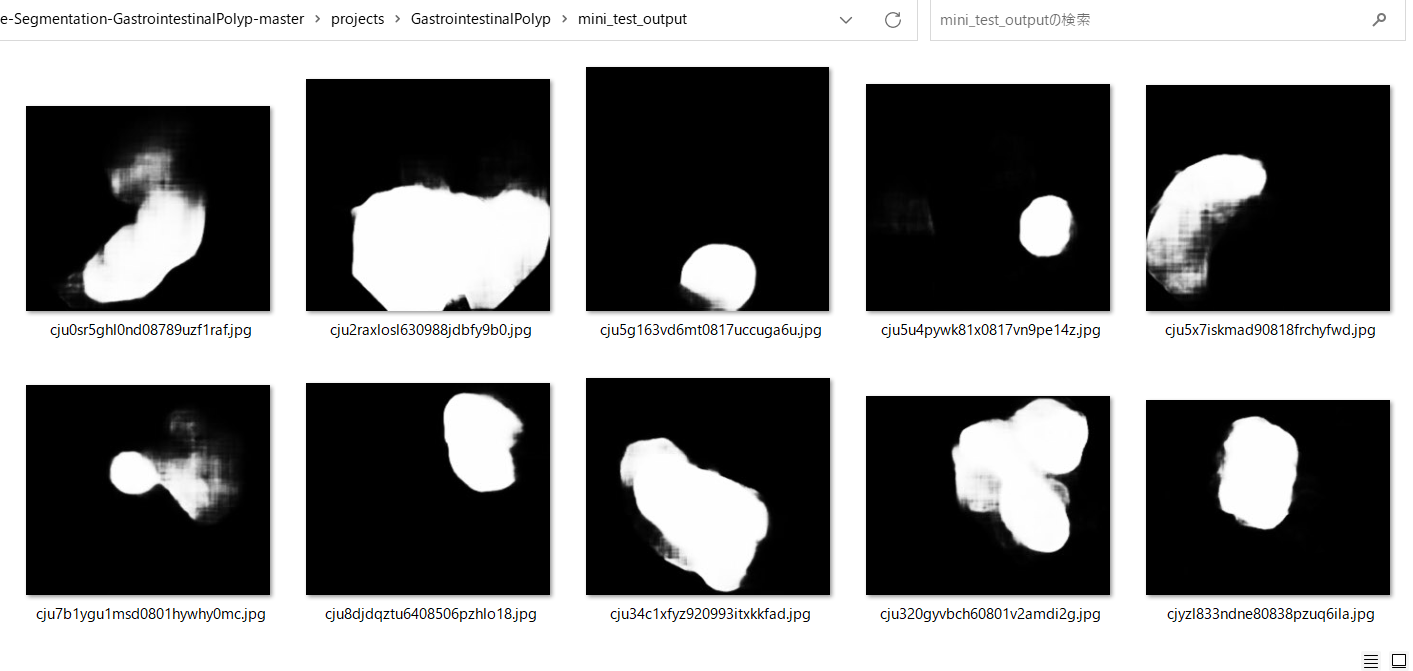 e-Segmentation-GastrointestinalPolyp-master > projects > GastrointestinalPolyp > mini_test_output
mini_test_outputの検索
cju0sr5ghl0nd08789uzf1raf.jpg
cju2raxlosl630988jdbfy9b0.jpg
cju5g163vd6mt0817uccuga6u.jpg
cju5u4pywk81x0817vn9pe14z.jpg
cju5x7iskmad90818frchyfwd.jpg
cju7b1ygu1msd0801hywhy0mc.jpg
cju8djdqztu6408506pzhlo18.jpg
cju34c1xfyz920993itxkkfad.jpg
cju320gyvbch60801v2amdi2g.jpg
cjyzl833ndne80838pzuq6ila.jpg